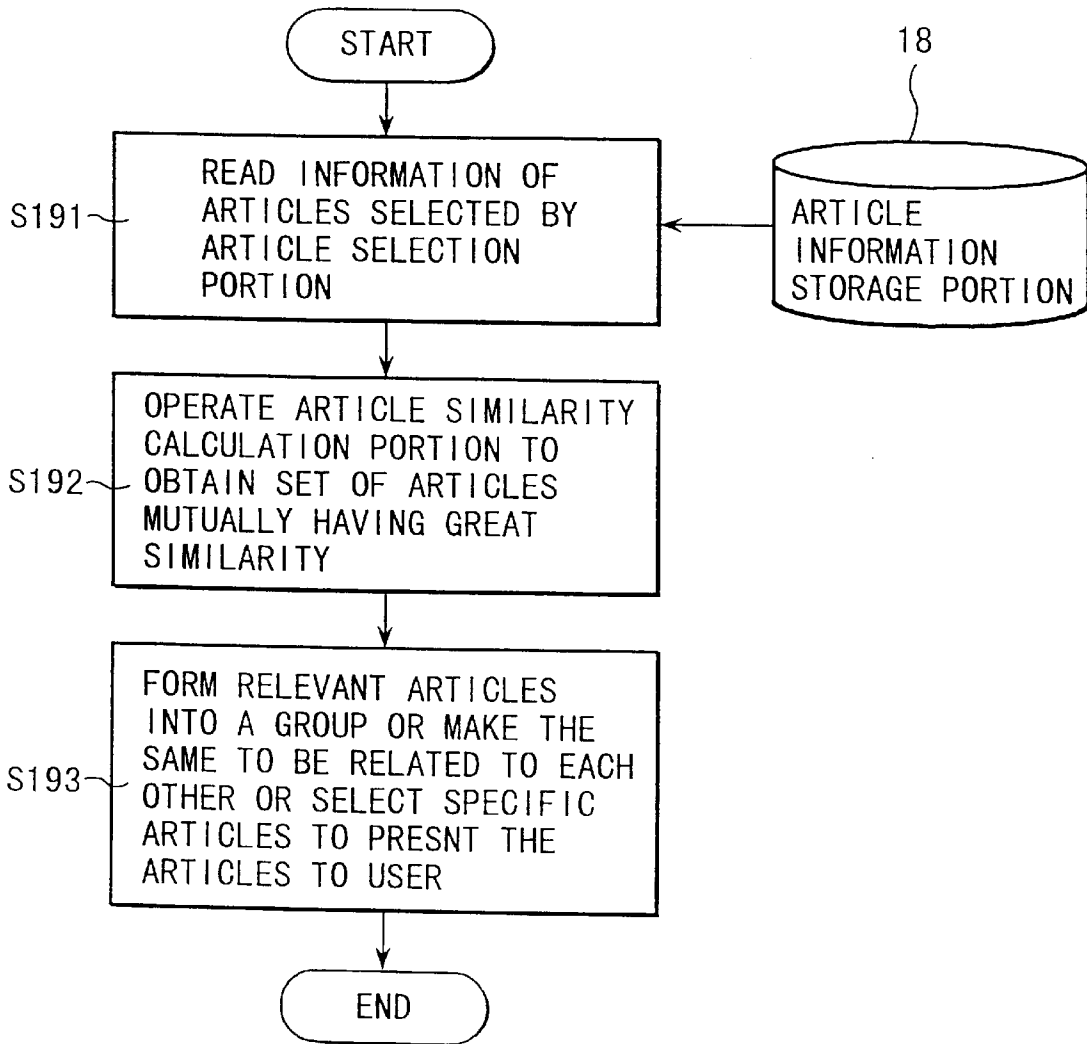 START
18
S191
READ INFORMATION OF
ARTICLES SELECTED BY
ARTICLE SELECTION
PORTION
ARTICLE
INFORMATION
STORAGE PORTION
S192
OPERATE ARTICLE SIMILARITY
CALCULATION PORTION TO
OBTAIN SET OF ARTICLES
MUTUALLY HAVING GREAT
SIMILARITY
S193
FORM RELEVANT ARTICLES
INTO A GROUP OR MAKE THE
SAME TO BE RELATED TO EACH
OTHER OR SELECT SPECIFIC
ARTICLES TO PRESNT THE
ARTICLES TO USER
END